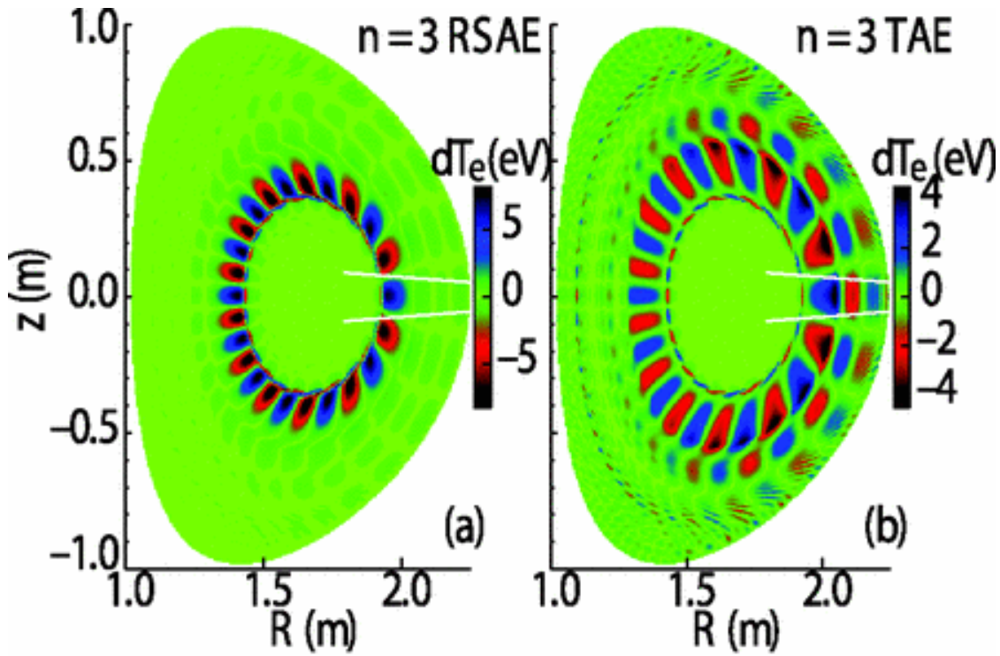 n = 3 RSAE
n = 3 TAE
1.0
0.5
0.0
−0.5
−1.0
z (m)
dTe(eV)
5
0
−5
dTe(eV)
4
2
0
−2
−4
(a)
(b)
1.0 1.5 2.0
1.0 1.5 2.0
R (m)
R (m)